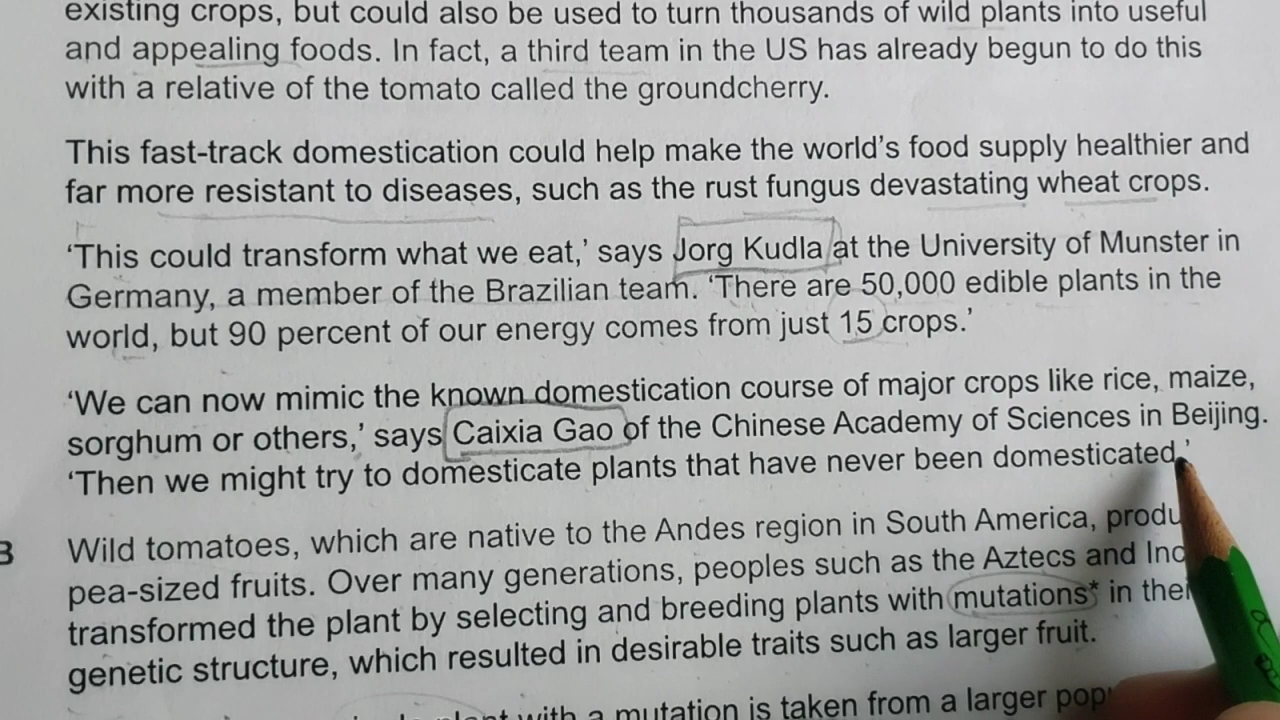 existing crops, but could also be used to turn thousands of wild plants into useful
and appealing foods. In fact, a third team in the US has already begun to do this
with a relative of the tomato called the groundcherry.
This fast-track domestication could help make the world's food supply healthier and
far more resistant to diseases, such as the rust fungus devastating wheat crops.
'This could transform what we eat,' says Jorg Kudla at the University of Munster in
Germany, a member of the Brazilian team. 'There are 50,000 edible plants in the
world, but 90 percent of our energy comes from just 15 crops.'
'We can now mimic the known domestication course of major crops like rice, maize,
sorghum or others,' says Caixia Gao of the Chinese Academy of Sciences in Beijing.
'Then we might try to domesticate plants that have never been domesticated.'
Wild tomatoes, which are native to the Andes region in South America,
pea-sized fruits. Over many generations, peoples such as the Aztecs and
transformed the plant by selecting and breeding plants with mutations* in
genetic structure, which resulted in desirable traits such as larger fruit.
plant with a mutation is taken from a larger